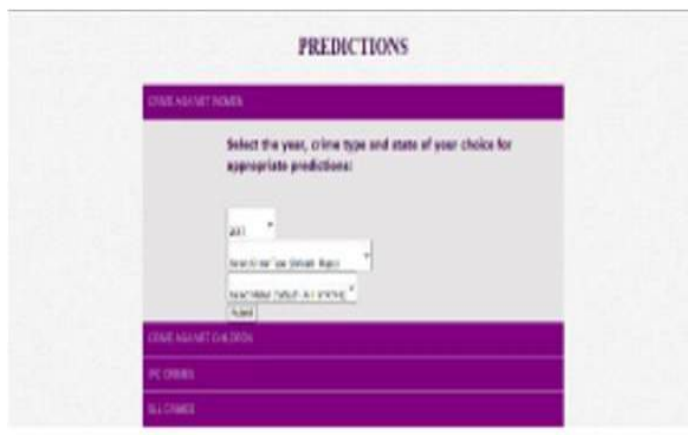 PREDICTIONS
CRIME AGAINST WOMEN
Select the year, crime type and state of your choice for
appropriate predictions:
Submit
CRIME AGAINST CHILDREN
IPC CRIMES
SLL CRIMES